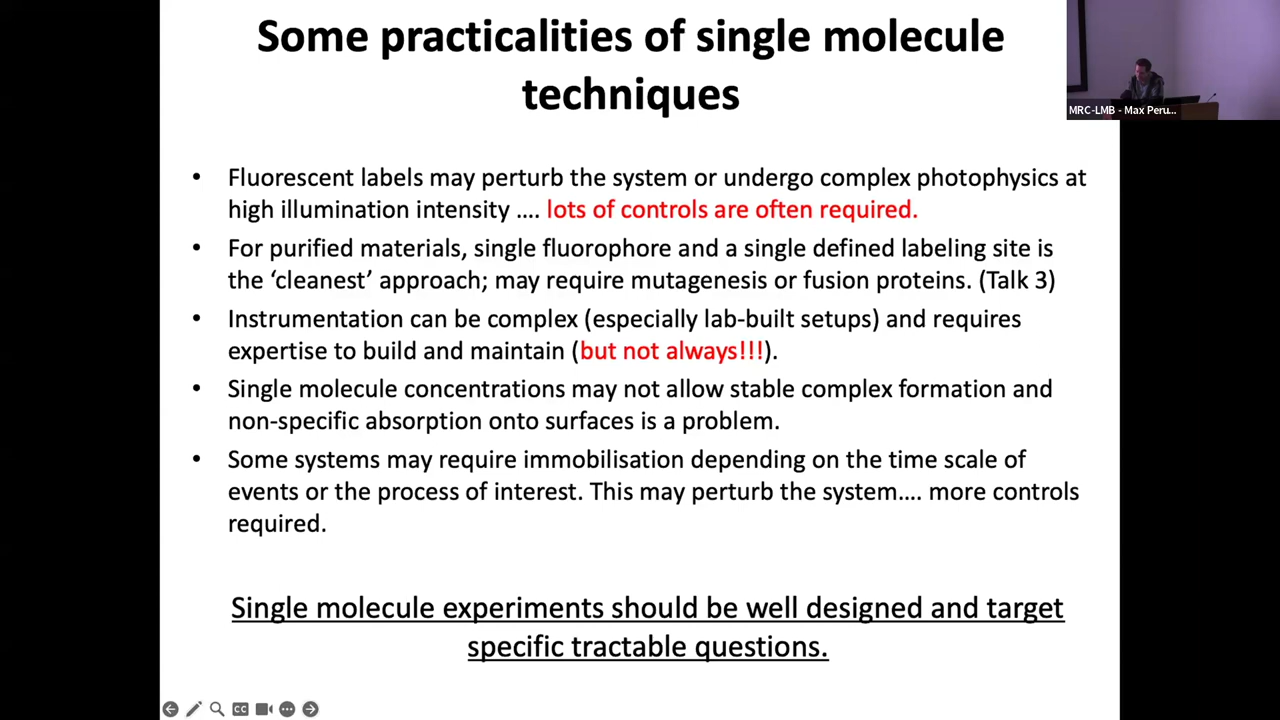 Some practicalities of single molecule
techniques
MRC-LMB - Max Peru...
• Fluorescent labels may perturb the system or undergo complex photophysics at
high illumination intensity .... lots of controls are often required.
• For purified materials, single fluorophore and a single defined labeling site is
the ‘cleanest’ approach; may require mutagenesis or fusion proteins. (Talk 3)
• Instrumentation can be complex (especially lab-built setups) and requires
expertise to build and maintain (but not always!!!).
• Single molecule concentrations may not allow stable complex formation and
non-specific absorption onto surfaces is a problem.
• Some systems may require immobilisation depending on the time scale of
events or the process of interest. This may perturb the system.... more controls
required.
Single molecule experiments should be well designed and target
specific tractable questions.
CC